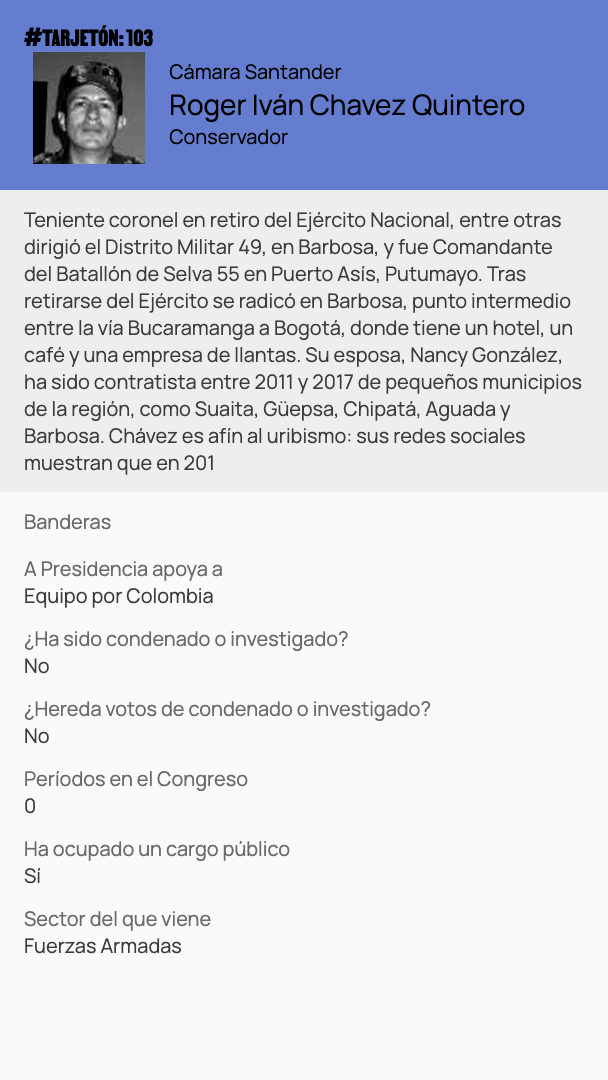 #TARJETÓN: 103
Cámara Santander
Roger Iván Chavez Quintero
Conservador
Teniente coronel en retiro del Ejército Nacional, entre otras
dirigió el Distrito Militar 49, en Barbosa, y fue Comandante
del Batallón de Selva 55 en Puerto Asís, Putumayo. Tras
retirarse del Ejército se radicó en Barbosa, punto intermedio
entre la vía Bucaramanga a Bogotá, donde tiene un hotel, un
café y una empresa de llantas. Su esposa, Nancy González,
ha sido contratista entre 2011 y 2017 de pequeños municipios
de la región, como Suaita, Güepsa, Chipatá, Aguada y
Barbosa. Chávez es afín al uribismo: sus redes sociales
muestran que en 201
Banderas
A Presidencia apoya a
Equipo por Colombia
¿Ha sido condenado o investigado?
No
¿Hereda votos de condenado o investigado?
No
Períodos en el Congreso
0
Ha ocupado un cargo público
Sí
Sector del que viene
Fuerzas Armadas